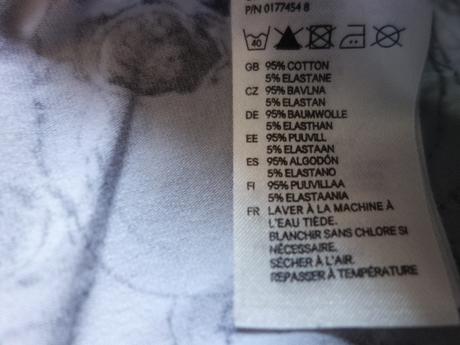 P/N 0177454 8
40
GB 95% COTTON
5% ELASTANE
CZ 95% BAVLNA
5% ELASTAN
DE 95% BAUMWOLLE
5% ELASTHAN
EE 95% PUUVILL
5% ELASTAAN
ES 95% ALGODÓN
5% ELASTANO
FI 95% PUUVILLAA
5% ELASTAANIA
FR LAVER À LA MACHINE À
L'EAU TIÈDE.
BLANCHIR SANS CHLORE SI
NÉCESSAIRE.
SÉCHER À L'AIR.
REPASSER À TEMPÉRATURE